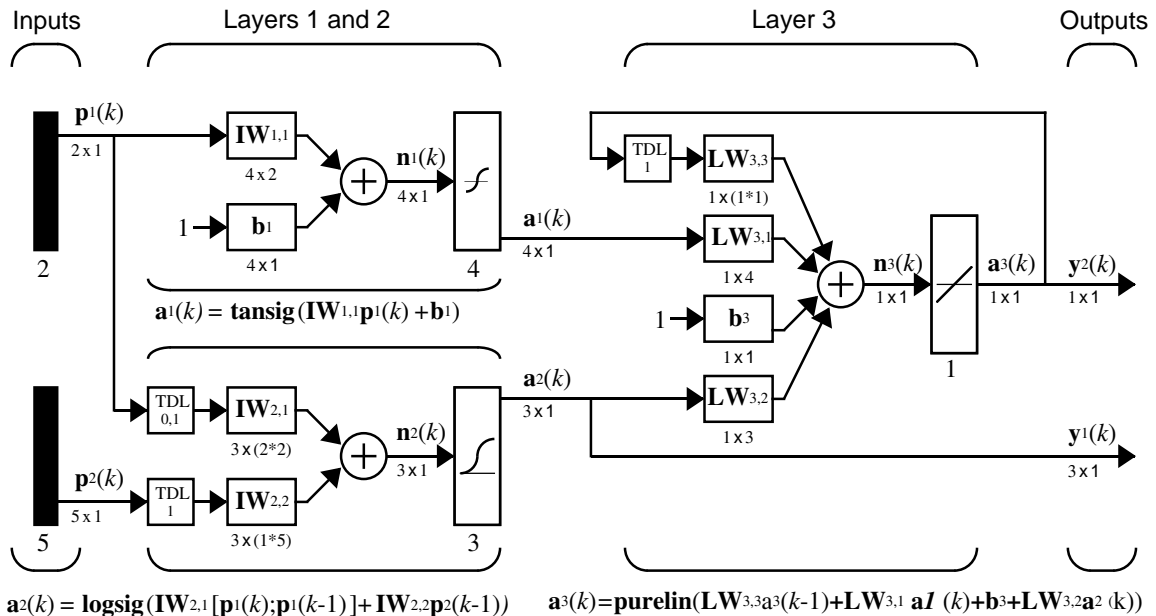 Inputs
Layers 1 and 2
Layer 3
Outputs
p1(k)
2 x 1
2
IW1,1
4 x 2
1
b1
4 x 1
n1(k)
4 x 1
4
a1(k) = tansig (IW1,1p1(k) +b1)
a1(k)
4 x 1
TDL
1
LW3,3
1 x (1*1)
LW3,1
1 x 4
1
b3
1 x 1
LW3,2
1 x 3
n3(k)
1 x 1
1
a3(k)
1 x 1
y2(k)
1 x 1
5
p2(k)
5 x 1
TDL
0,1
IW2,1
3 x (2*2)
TDL
1
IW2,2
3 x (1*5)
n2(k)
3 x 1
3
a2(k)
3 x 1
y1(k)
3 x 1
a2(k) = logsig (IW2,1 [p1(k);p1(k-1) ]+ IW2,2p2(k-1))
a3(k)=purelin(LW3,3a3(k-1)+LW3,1 a1 (k)+b3+LW3,2a2 (k))